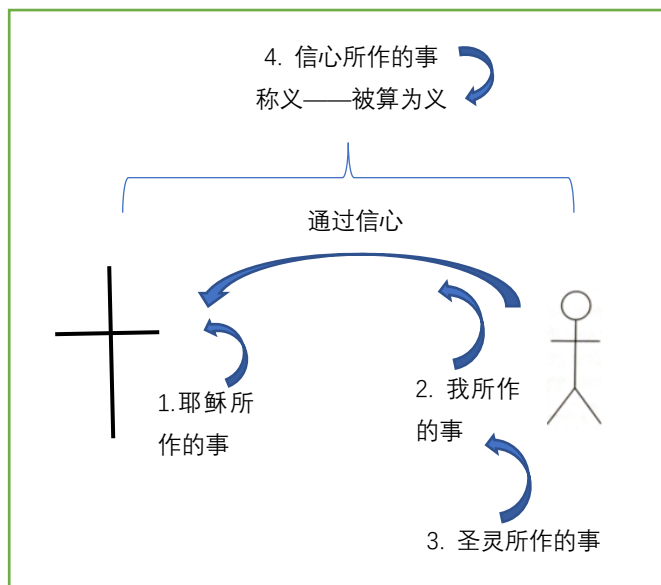 4. 信心所作的事
称义——被算为义
通过信心
1.耶稣所
作的事
2. 我所作
的事
3. 圣灵所作的事